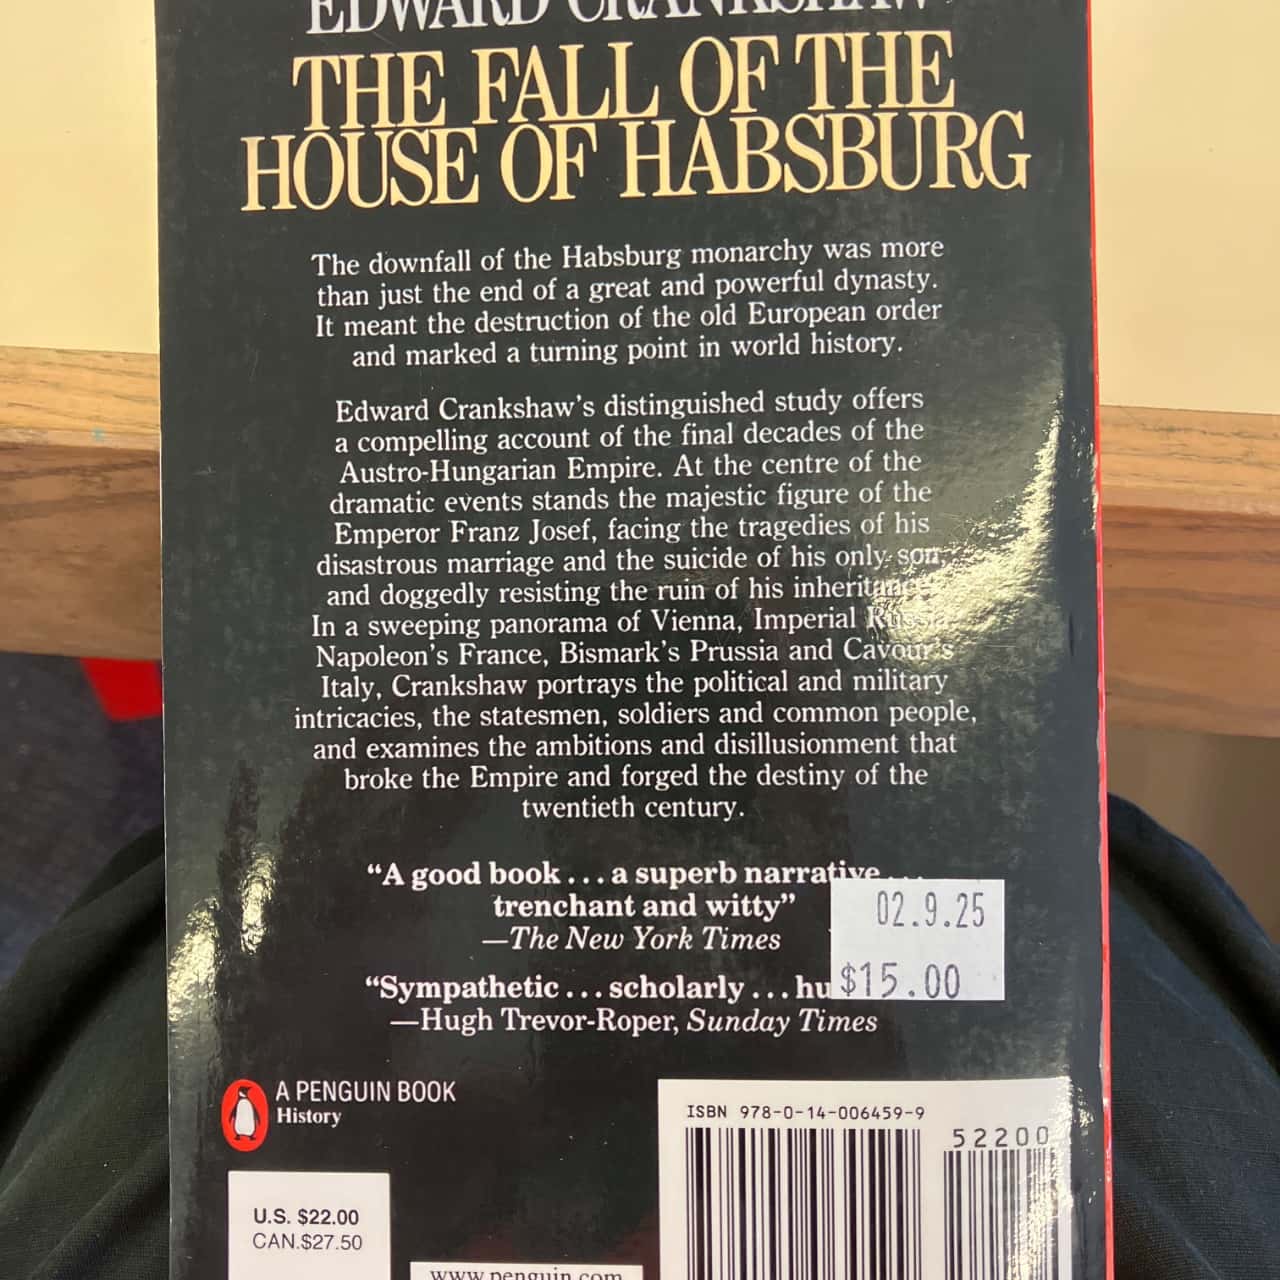 EDWARD CRANKSHAW
THE FALL OF THE
HOUSE OF HABSBURG
The downfall of the Habsburg monarchy was more
than just the end of a great and powerful dynasty.
It meant the destruction of the old European order
and marked a turning point in world history.
Edward Crankshaw's distinguished study offers
a compelling account of the final decades of the
Austro-Hungarian Empire. At the centre of the
dramatic events stands the majestic figure of the
Emperor Franz Josef, facing the tragedies of his
disastrous marriage and the suicide of his only son,
and doggedly resisting the ruin of his inheritance.
In a sweeping panorama of Vienna, Imperial Russia,
Napoleon's France, Bismark's Prussia and Cavour's
Italy, Crankshaw portrays the political and military
intricacies, the statesmen, soldiers and common people,
and examines the ambitions and disillusionment that
broke the Empire and forged the destiny of the
twentieth century.
“A good book . . . a superb narrative . . .
trenchant and witty”
—The New York Times
02.9.25
$15.00
“Sympathetic . . . scholarly . . .
—Hugh Trevor-Roper, Sunday Times
A PENGUIN BOOK
History
ISBN 978-0-14-006459-9
52200
U.S. $22.00
CAN.$27.50
www.penguin.com